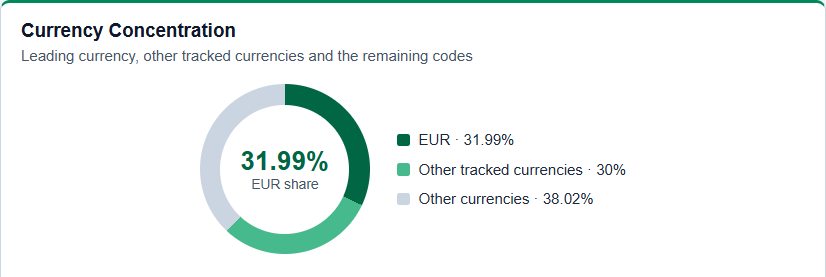 Currency Concentration
Leading currency, other tracked currencies and the remaining codes
31.99%
EUR share
EUR · 31.99%
Other tracked currencies · 30%
Other currencies · 38.02%